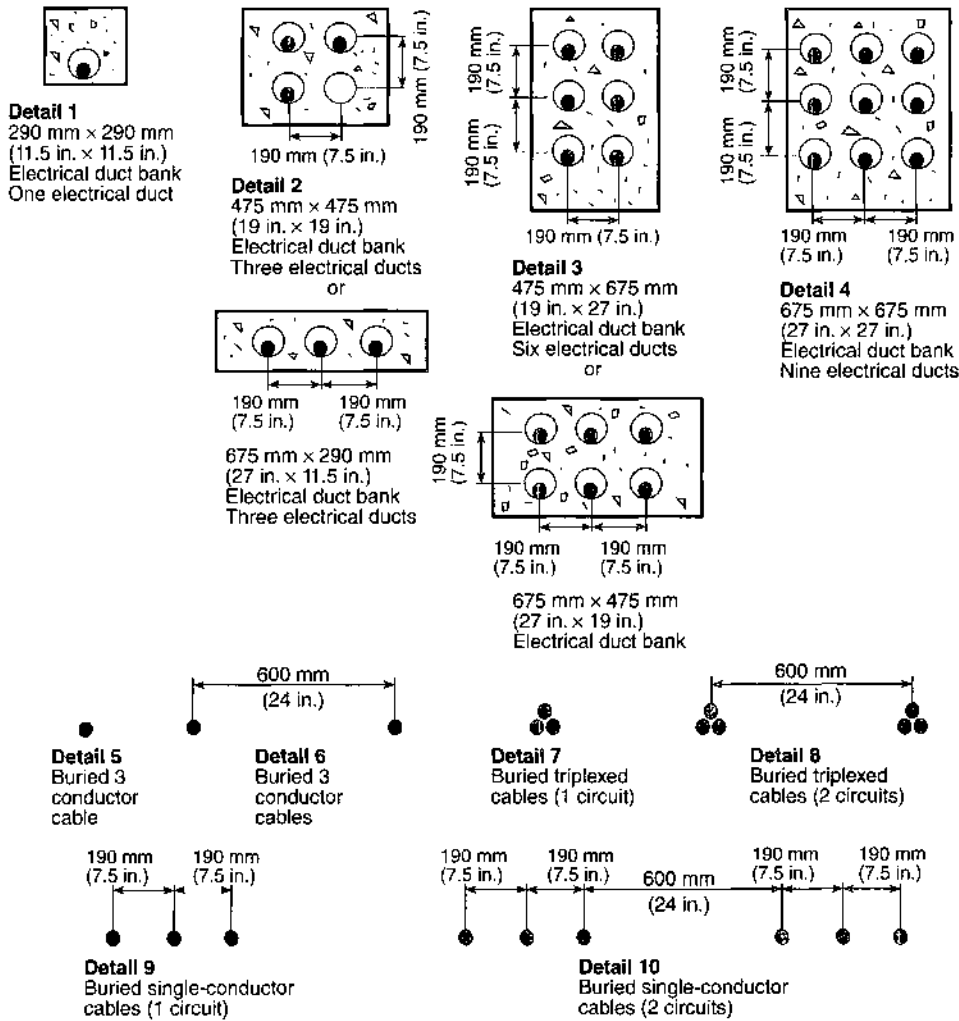 Detail 1
290 mm × 290 mm
(11.5 in. × 11.5 in.)
Electrical duct bank
One electrical duct
190 mm (7.5 in.)
190 mm (7.5 in.)
Detail 2
475 mm × 475 mm
(19 in. × 19 in.)
Electrical duct bank
Three electrical ducts
or
190 mm
(7.5 in.)
190 mm
(7.5 in.)
675 mm × 290 mm
(27 in. × 11.5 in.)
Electrical duct bank
Three electrical ducts
190 mm
(7.5 in.)
190 mm
(7.5 in.)
190 mm (7.5 in.)
Detail 3
475 mm × 675 mm
(19 in. × 27 in.)
Electrical duct bank
Six electrical ducts
or
190 mm
(7.5 in.)
190 mm
(7.5 in.)
190 mm
(7.5 in.)
675 mm × 475 mm
(27 in. × 19 in.)
Electrical duct bank
190 mm
(7.5 in.)
190 mm
(7.5 in.)
190 mm
(7.5 in.)
190 mm
(7.5 in.)
Detail 4
675 mm × 675 mm
(27 in. × 27 in.)
Electrical duct bank
Nine electrical ducts
Detail 5
Buried 3
conductor
cable
600 mm
(24 in.)
Detail 6
Buried 3
conductor
cables
Detail 7
Buried triplexed
cables (1 circuit)
600 mm
(24 in.)
Detail 8
Buried triplexed
cables (2 circuits)
190 mm
(7.5 in.)
190 mm
(7.5 in.)
Detail 9
Buried single-conductor
cables (1 circuit)
190 mm
(7.5 in.)
190 mm
(7.5 in.)
600 mm
(24 in.)
190 mm
(7.5 in.)
190 mm
(7.5 in.)
Detail 10
Buried single-conductor
cables (2 circuits)